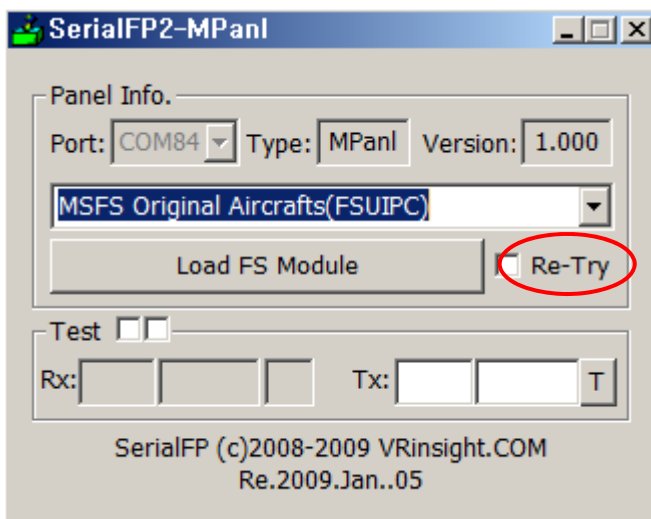 SerialFP2-MPanl
Panel Info.
Port: COM84 Type: MPanl Version: 1.000
MSFS Original Aircrafts(FSUIPC)
Load FS Module Re-Try
Test
Rx: Tx: T
SerialFP (c)2008-2009 VRinsight.COM
Re.2009.Jan..05